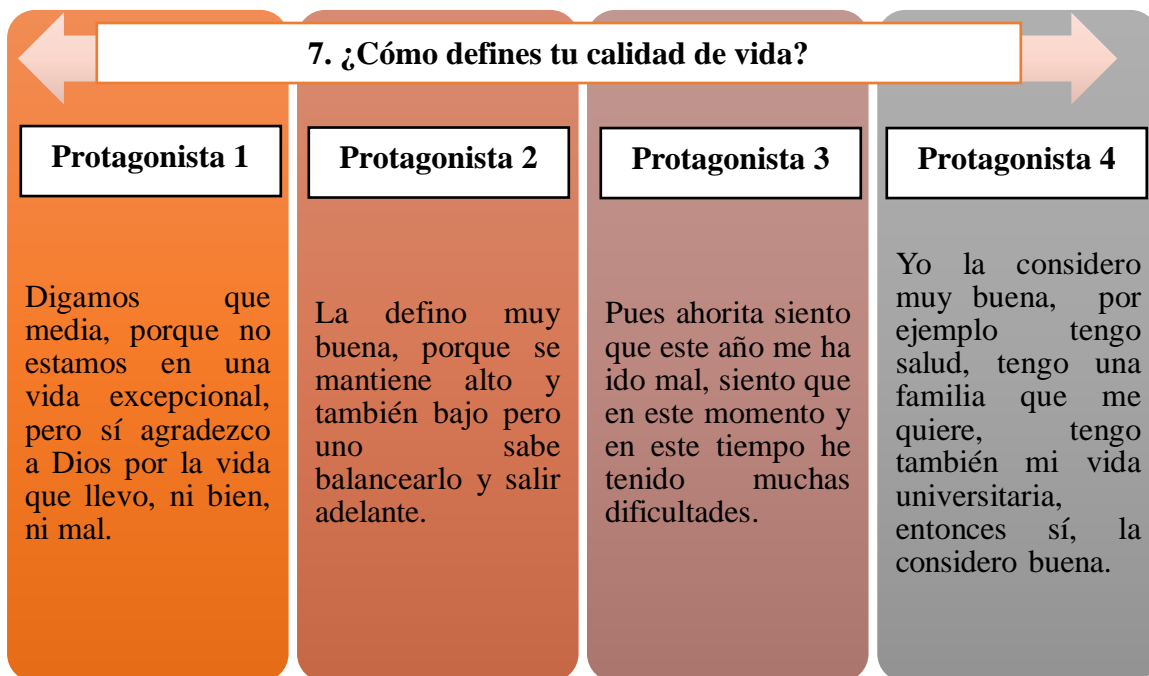 7. ¿Cómo defines tu calidad de vida?
Protagonista 1
Digamos que
media, porque no
estamos en una
vida excepcional,
pero sí agradezco
a Dios por la vida
que llevo, ni bien,
ni mal.
Protagonista 2
La defino muy
buena, porque se
mantiene alto y
también bajo pero
uno sabe
balancearlo y salir
adelante.
Protagonista 3
Pues ahorita siento
que este año me ha
ido mal, siento que
en este momento y
en este tiempo he
tenido muchas
dificultades.
Protagonista 4
Yo la considero
muy buena, por
ejemplo tengo
salud, tengo una
familia que me
quiere, tengo
también mi vida
universitaria,
entonces sí, la
considero buena.